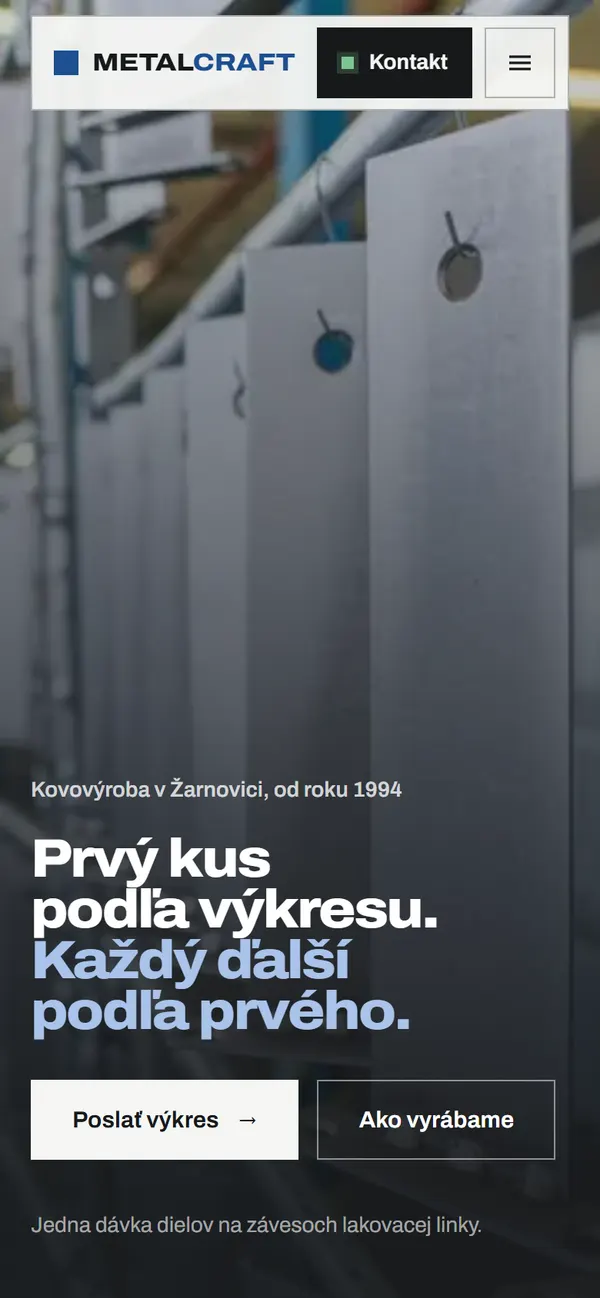 METALCRAFT
Kontakt
Kovovýroba v Žarnovici, od roku 1994
Prvý kus
podľa výkresu.
Každý ďalší
podľa prvého.
Poslať výkres →
Ako vyrábame
Jedna dávka dielov na závesoch lakovacej linky.